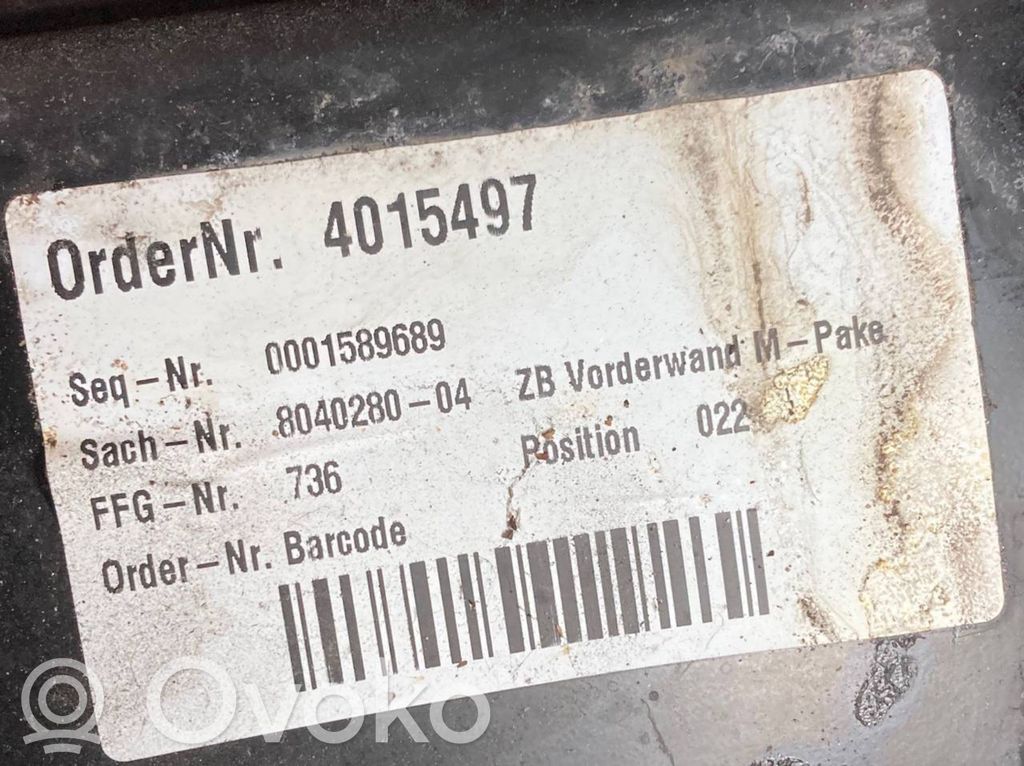 OrderNr. 4015497
Seq-Nr. 0001589689
Sach-Nr. 8040280-04 ZB Vorderwand M-Pake
FFG-Nr. 736 Position 022
Order-Nr. Barcode
Ovoko